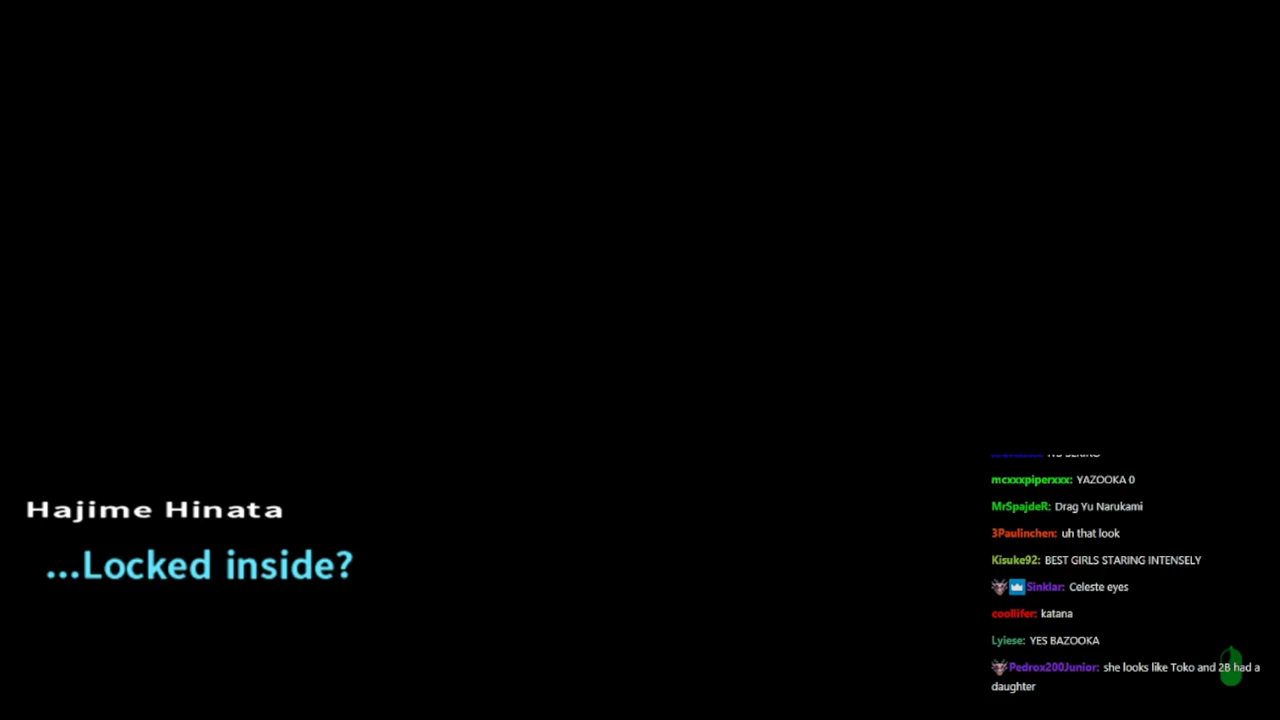 Hajime Hinata
...Locked inside?
mcxxxpiperxxx: YAZOOKA 0
MrSpajdeR: Drag Yu Narukami
3Paulinchen: uh that look
Kisuke92: BEST GIRLS STARING INTENSELY
Sinklar: Celeste eyes
coollifer: katana
Lyiese: YES BAZOOKA
Pedrox200Junior: she looks like Toko and 2B had a
daughter